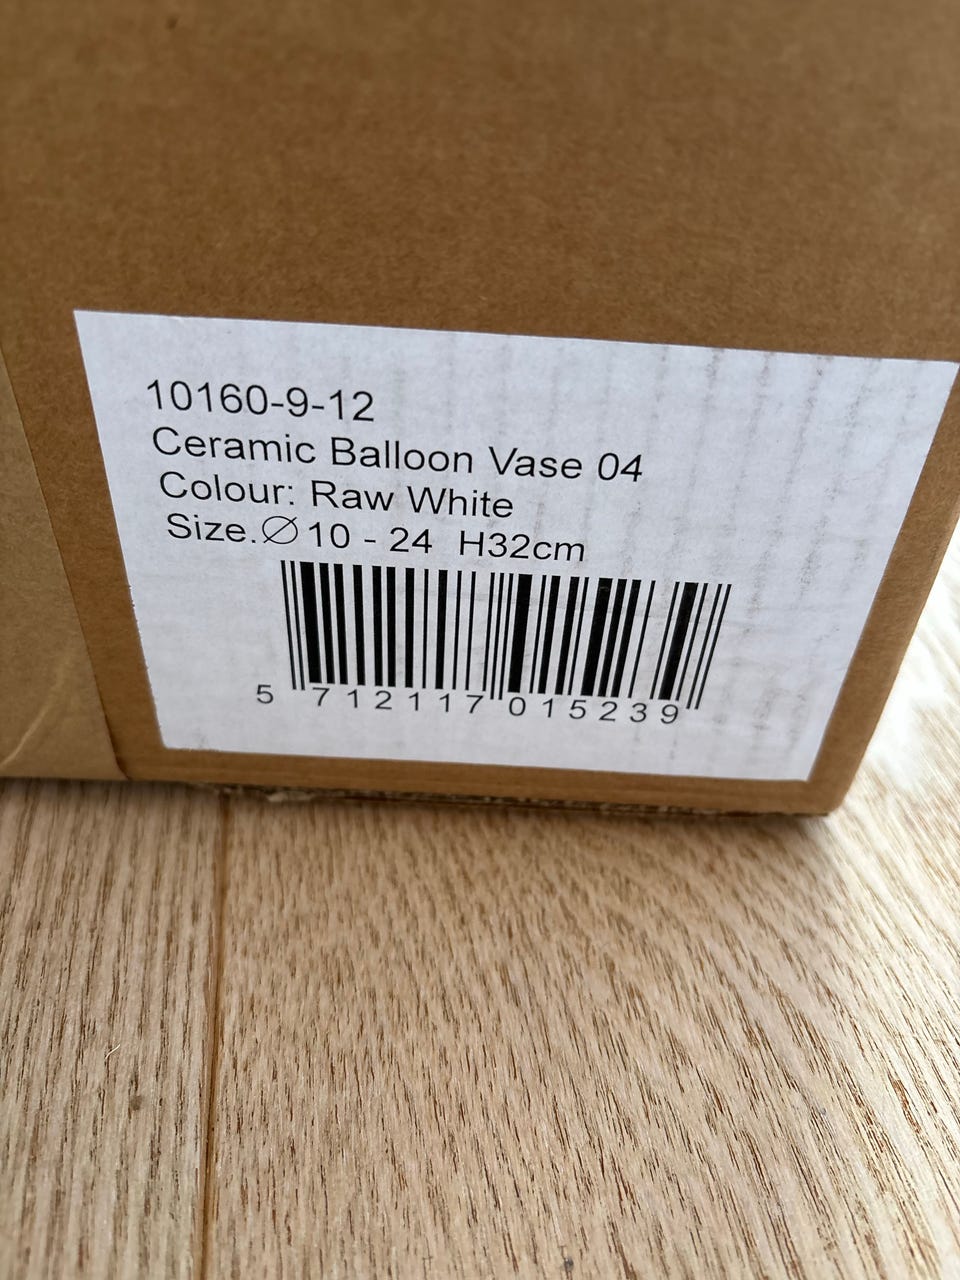 10160-9-12
Ceramic Balloon Vase 04
Colour: Raw White
Size.∅10 - 24 H32cm
5 712117 015239